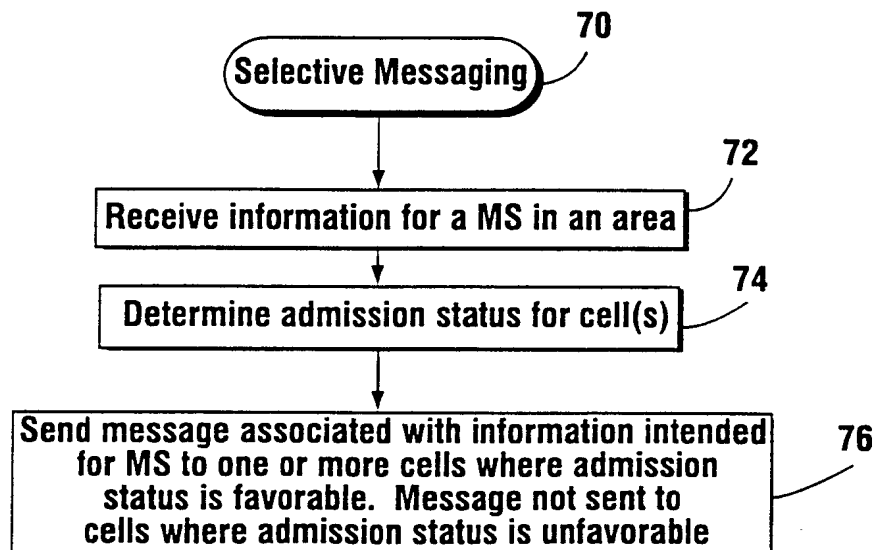 70
Selective Messaging
72
Receive information for a MS in an area
74
Determine admission status for cell(s)
Send message associated with information intended
for MS to one or more cells where admission
status is favorable. Message not sent to
cells where admission status is unfavorable
76